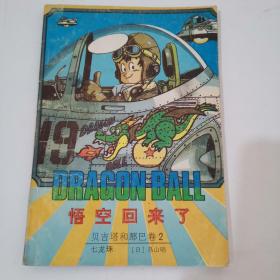 19
DRAGON BALL
悟空回来了
贝吉塔和那巴卷2
七龙珠 [日]鸟山明